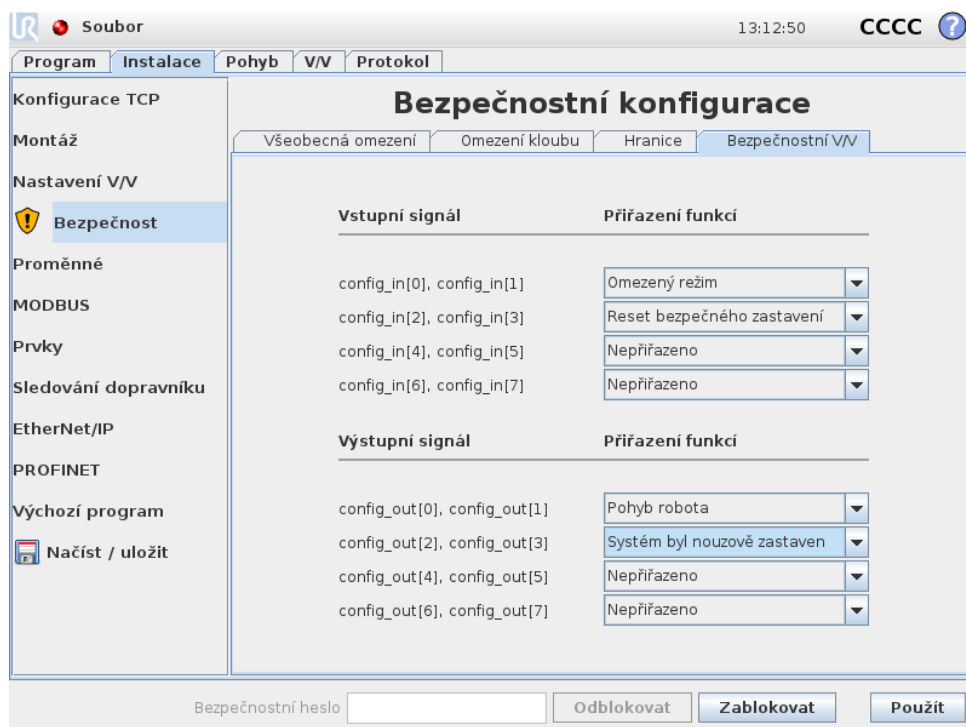 UR Soubor 13:12:50 CCCC ?
Program Instalace Pohyb V/V Protokol
Konfigurace TCP
Montáž
Nastavení V/V
Bezpečnost
Proměnné
MODBUS
Prvky
Sledování dopravníku
EtherNet/IP
PROFINET
Výchozí program
Načíst / uložit
Bezpečnostní konfigurace
Všeobecná omezení Omezení kloubu Hranice Bezpečnostní V/V
Vstupní signál Přiřazení funkcí
config_in[0], config_in[1] Omezený režim
config_in[2], config_in[3] Reset bezpečného zastavení
config_in[4], config_in[5] Nepřiřazeno
config_in[6], config_in[7] Nepřiřazeno
Výstupní signál Přiřazení funkcí
config_out[0], config_out[1] Pohyb robota
config_out[2], config_out[3] Systém byl nouzově zastaven
config_out[4], config_out[5] Nepřiřazeno
config_out[6], config_out[7] Nepřiřazeno
Bezpečnostní heslo Odblokovat Zablokovat Použít